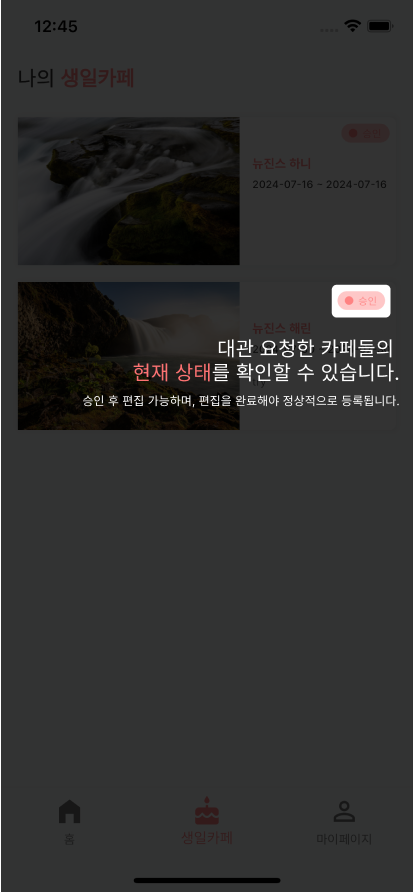 12:45
나의 생일카페
승인
뉴진스 하니
2024-07-16 ~ 2024-07-16
승인
뉴진스 해린
대관 요청한 카페들의
현재 상태를 확인할 수 있습니다.
승인 후 편집 가능하며, 편집을 완료해야 정상적으로 등록됩니다.
홈
생일카페
마이페이지